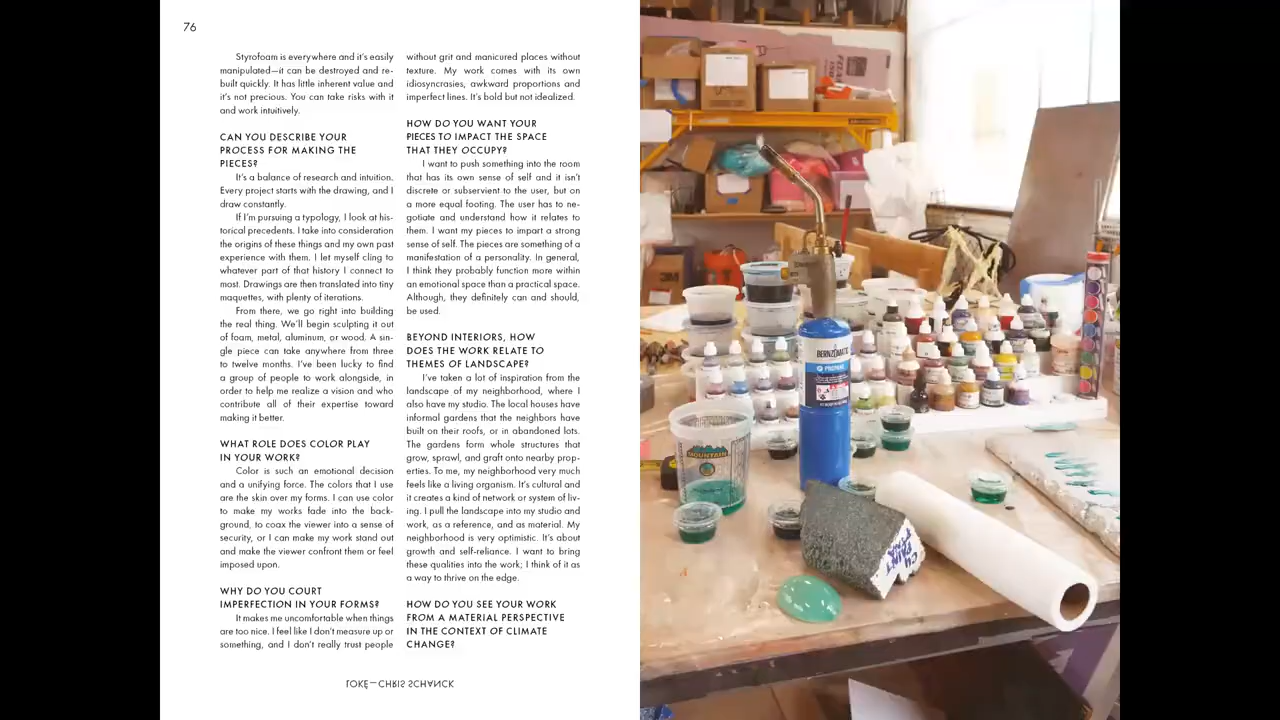 76
Styrofoam is everywhere and it's easily
manipulated—it can be destroyed and re-
built quickly. It has little inherent value and
it's not precious. You can take risks with it
and work intuitively.
CAN YOU DESCRIBE YOUR
PROCESS FOR MAKING THE
PIECES?
It's a balance of research and intuition.
Every project starts with the drawing, and I
draw constantly.
If I'm pursuing a typology, I look at his-
torical precedents. I take into consideration
the origins of these things and my own past
experience with them. I let myself cling to
whatever part of that history I connect to
most. Drawings are then translated into tiny
maquettes, with plenty of iterations.
From there, we go right into building
the real thing. We'll begin sculpting it out
of foam, metal, aluminum, or wood. A sin-
gle piece can take anywhere from three
to twelve months. I've been lucky to find
a group of people to work alongside, in
order to help me realize a vision and who
contribute all of their expertise toward
making it better.
WHAT ROLE DOES COLOR PLAY
IN YOUR WORK?
Color is such an emotional decision
and a unifying force. The colors that I use
are the skin over my forms. I can use color
to make my works fade into the back-
ground, to coax the viewer into a sense of
security, or I can make my work stand out
and make the viewer confront them or feel
imposed upon.
WHY DO YOU COURT
IMPERFECTION IN YOUR FORMS?
It makes me uncomfortable when things
are too nice. I feel like I don't measure up or
something, and I don't really trust people
without grit and manicured places without
texture. My work comes with its own
idiosyncrasies, awkward proportions and
imperfect lines. It's bold but not idealized.
HOW DO YOU WANT YOUR
PIECES TO IMPACT THE SPACE
THAT THEY OCCUPY?
I want to push something into the room
that has its own sense of self and it isn't
discrete or subservient to the user, but on
a more equal footing. The user has to ne-
gotiate and understand how it relates to
them. I want my pieces to impart a strong
sense of self. The pieces are something of a
manifestation of a personality. In general,
I think they probably function more within
an emotional space than a practical space.
Although, they definitely can and should,
be used.
BEYOND INTERIORS, HOW
DOES THE WORK RELATE TO
THEMES OF LANDSCAPE?
I've taken a lot of inspiration from the
landscape of my neighborhood, where I
also have my studio. The local houses have
informal gardens that the neighbors have
built on their roofs, or in abandoned lots.
The gardens form whole structures that
grow, sprawl, and graft onto nearby prop-
erties. To me, my neighborhood very much
feels like a living organism. It's cultural and
it creates a kind of network or system of liv-
ing. I pull the landscape into my studio and
work, as a reference, and as material. My
neighborhood is very optimistic. It's about
growth and self-reliance. I want to bring
these qualities into the work; I think of it as
a way to thrive on the edge.
HOW DO YOU SEE YOUR WORK
FROM A MATERIAL PERSPECTIVE
IN THE CONTEXT OF CLIMATE
CHANGE?
LOKE—CHRIS SCHANCK
BERNZOMATIC
PROPANE
MOUNTAIN
3M